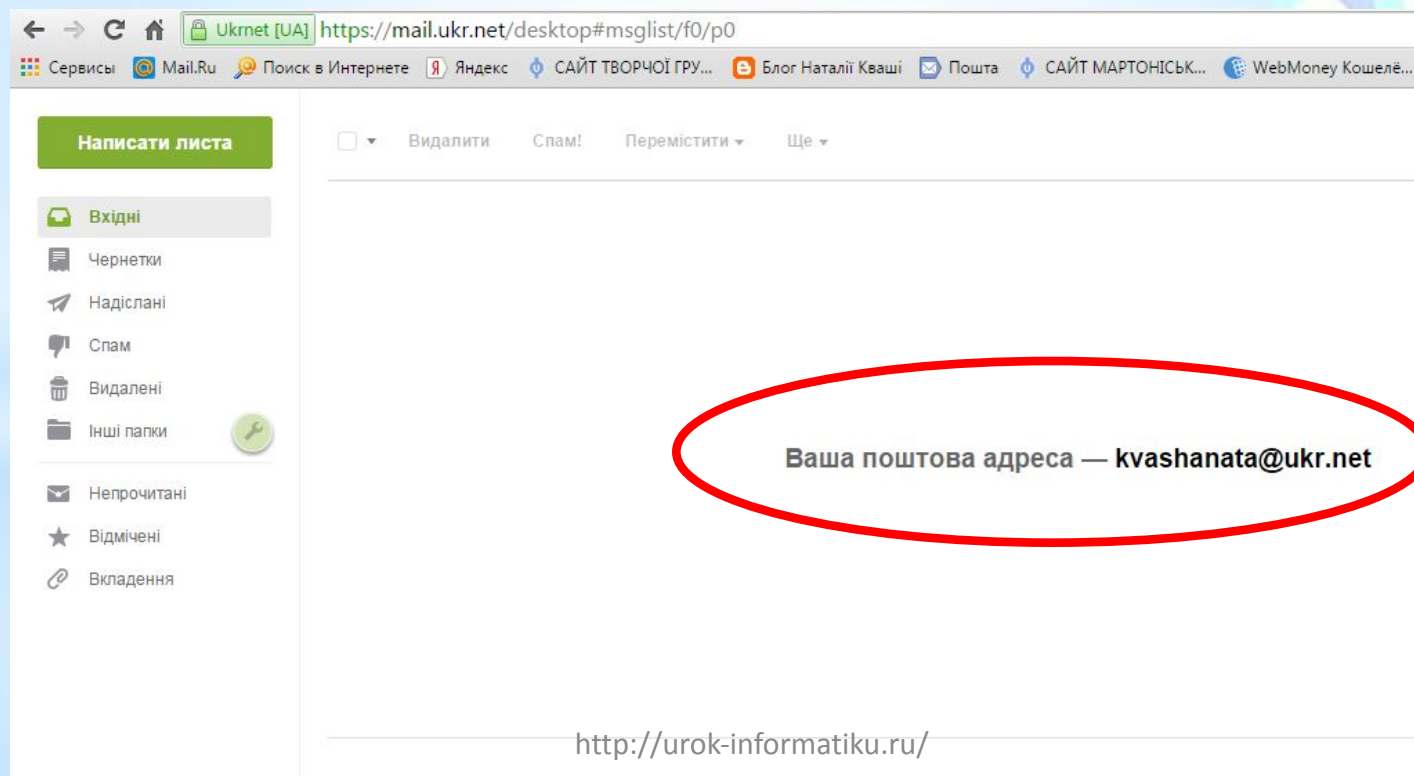 Ukrnet [UA] https://mail.ukr.net/desktop#msglist/f0/p0
Сервисы Mail.Ru Поиск в Интернете Я Яндекс САЙТ ТВОРЧОЇ ГРУ... Блог Наталії Кваші Пошта САЙТ МАРТОНІСЬК... WebMoney Кошелё...
Написати листа
Видалити Спам! Перемістити Ще
Вхідні
Чернетки
Надіслані
Спам
Видалені
Інші папки
Непрочитані
Відмічені
Вкладення
Ваша поштова адреса — kvashanata@ukr.net
http://urok-informatiku.ru/